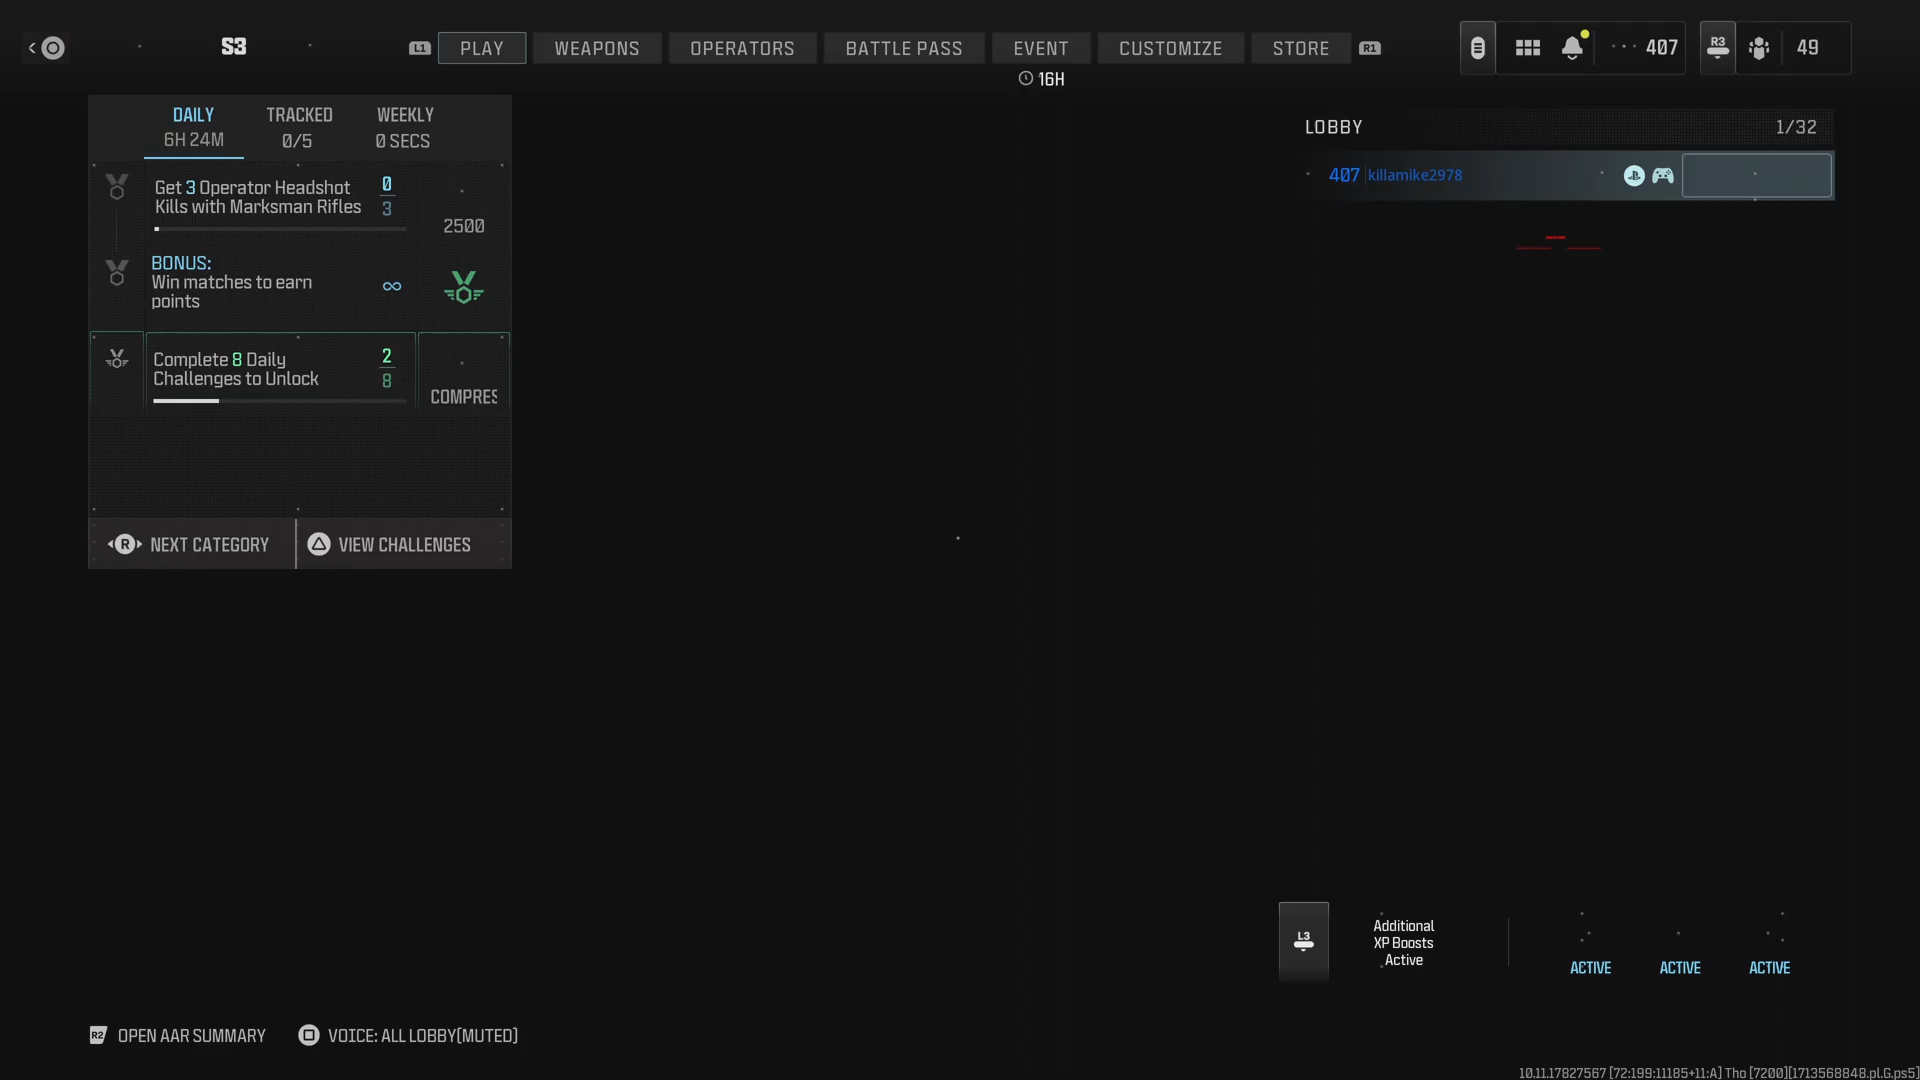 S3
L1 PLAY WEAPONS OPERATORS BATTLE PASS EVENT CUSTOMIZE STORE R1
407 R3 49
16H
DAILY TRACKED WEEKLY
6H 24M 0/5 0 SECS
Get 3 Operator Headshot
Kills with Marksman Rifles
0
3
2500
BONUS:
Win matches to earn
points
∞
Complete 8 Daily
Challenges to Unlock
2
8
COMPRES
R NEXT CATEGORY VIEW CHALLENGES
LOBBY 1/32
407 killamike2978
L3
Additional
XP Boosts
Active
ACTIVE ACTIVE ACTIVE
R2 OPEN AAR SUMMARY VOICE: ALL LOBBY(MUTED)
10.11.17827567 [72:199:11185+11:A] Tho [7200][1713568848.pl.G.ps5]